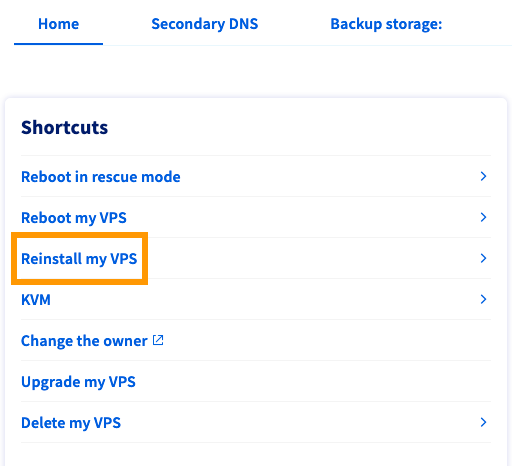 Home Secondary DNS Backup storage:
Shortcuts
Reboot in rescue mode
Reboot my VPS
Reinstall my VPS
KVM
Change the owner
Upgrade my VPS
Delete my VPS